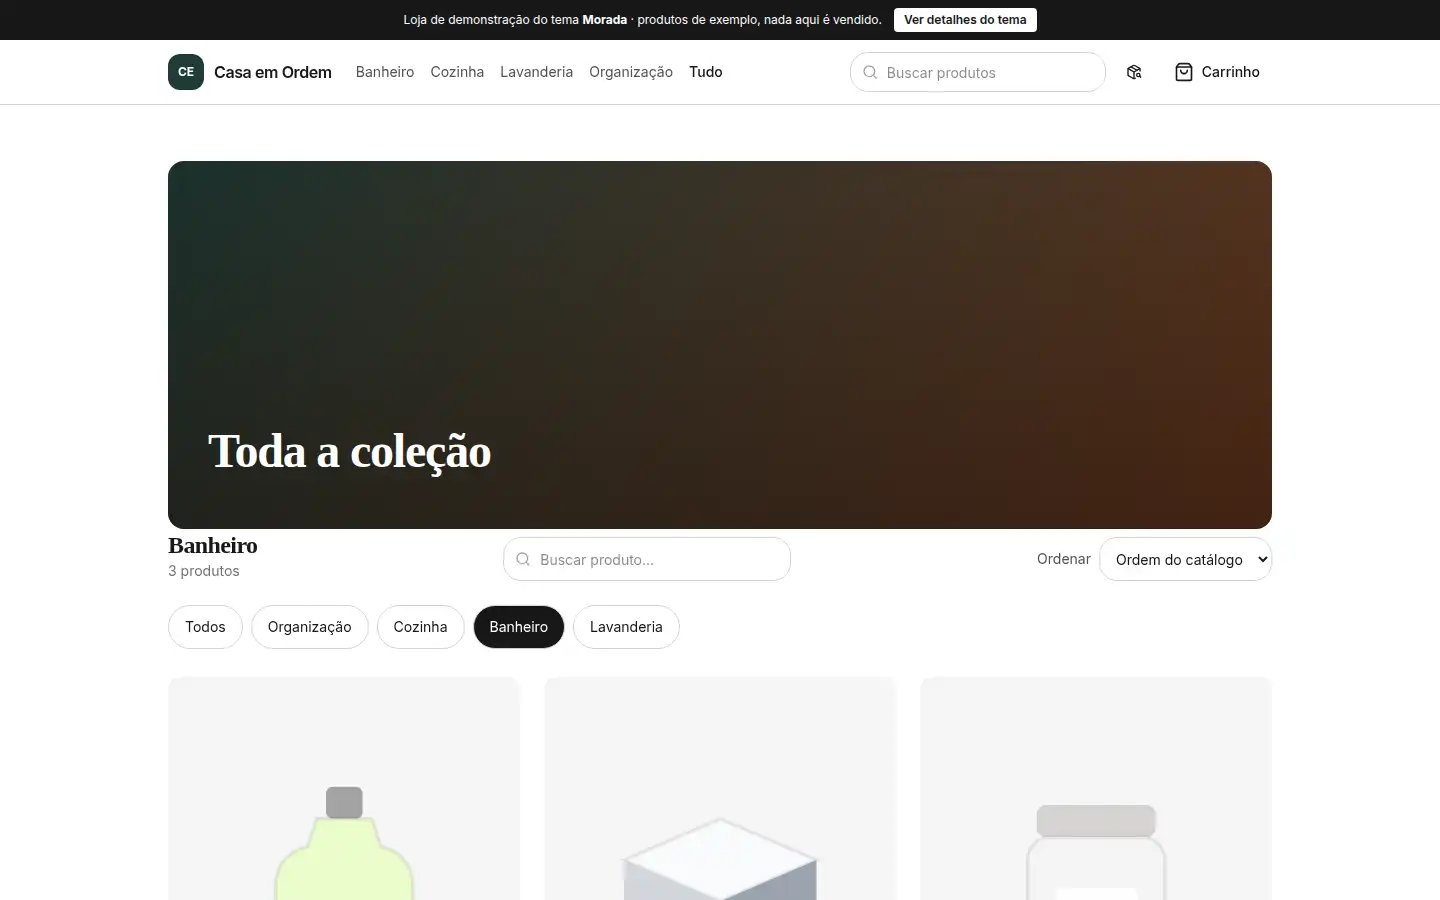 Loja de demonstração do tema Morada · produtos de exemplo, nada aqui é vendido. Ver detalhes do tema
CE Casa em Ordem Banheiro Cozinha Lavanderia Organização Tudo Buscar produtos Carrinho
Toda a coleção
Banheiro
3 produtos
Buscar produto...
Ordenar Ordem do catálogo
Todos Organização Cozinha Banheiro Lavanderia